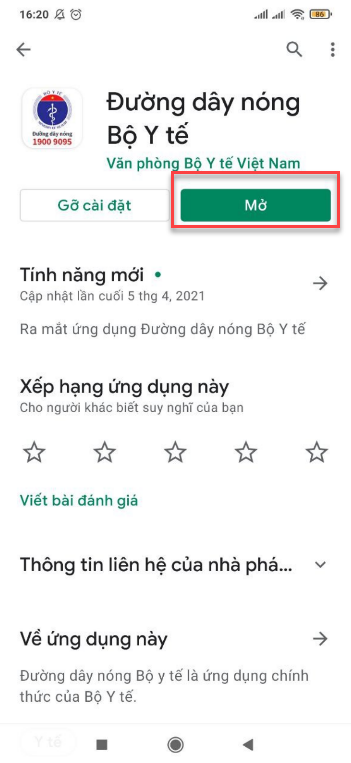 16:20
86
BỘ Y TẾ
Đường dây nóng
1900 9095
Đường dây nóng
Bộ Y tế
Văn phòng Bộ Y tế Việt Nam
Gỡ cài đặt
Mở
Tính năng mới
Cập nhật lần cuối 5 thg 4, 2021
Ra mắt ứng dụng Đường dây nóng Bộ Y tế
Xếp hạng ứng dụng này
Cho người khác biết suy nghĩ của bạn
Viết bài đánh giá
Thông tin liên hệ của nhà phá...
Về ứng dụng này
Đường dây nóng Bộ y tế là ứng dụng chính
thức của Bộ Y tế.
Y tế